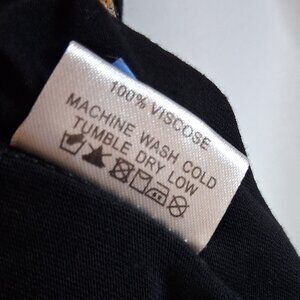 100% VISCOSE
MACHINE WASH COLD
TUMBLE DRY LOW